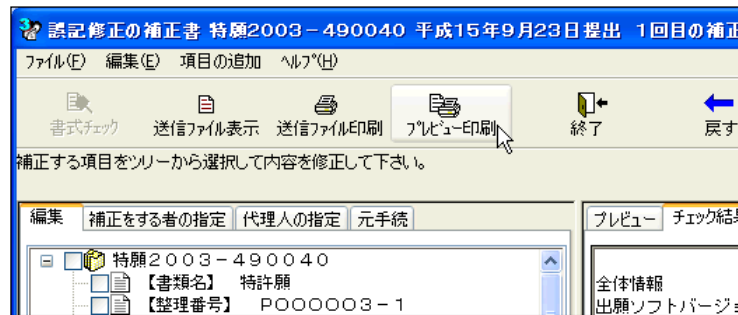 誤記修正の補正書 特願2003－490040 平成15年9月23日提出 1回目の補正
ﾌｧｲﾙ(F) 編集(E) 項目の追加 ﾍﾙﾌﾟ(H)
書式ﾁｪｯｸ 送信ﾌｧｲﾙ表示 送信ﾌｧｲﾙ印刷 ﾌﾟﾚﾋﾞｭｰ印刷 終了 戻す
補正する項目をツリーから選択して内容を修正して下さい。
編集 補正をする者の指定 代理人の指定 元手続 プレビュー チェック結果
特願２００３－４９００４０
【書類名】 特許願 全体情報
【整理番号】 Ｐ０００００３－１ 出願ソフトバージョ